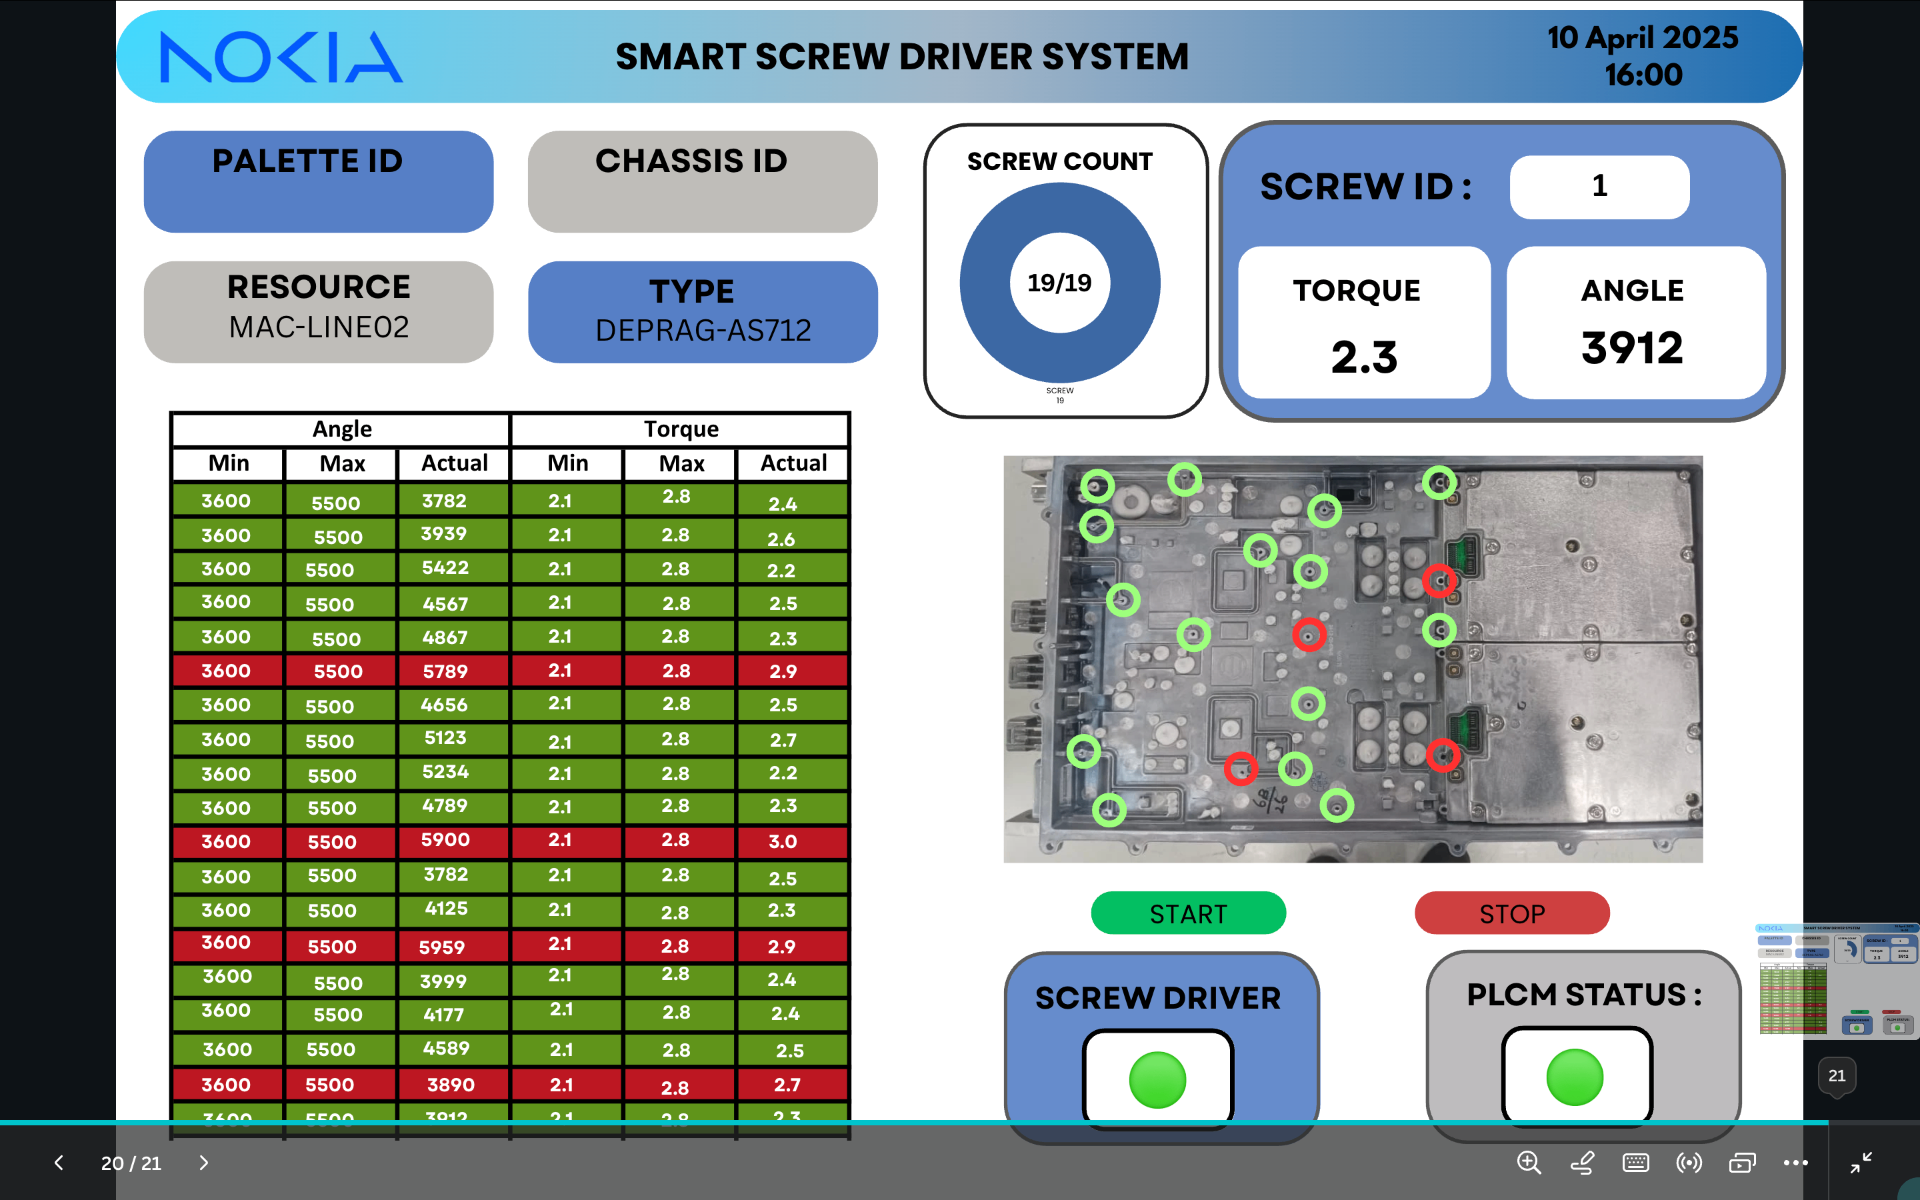 NOKIA
SMART SCREW DRIVER SYSTEM
10 April 2025
16:00
PALETTE ID
CHASSIS ID
RESOURCE
MAC-LINE02
TYPE
DEPRAG-AS712
SCREW COUNT
19/19
SCREW
19
SCREW ID :
1
TORQUE
2.3
ANGLE
3912
Angle Torque
Min Max Actual Min Max Actual
3600 5500 3782 2.1 2.8 2.4
3600 5500 3939 2.1 2.8 2.6
3600 5500 5422 2.1 2.8 2.2
3600 5500 4567 2.1 2.8 2.5
3600 5500 4867 2.1 2.8 2.3
3600 5500 5789 2.1 2.8 2.9
3600 5500 4656 2.1 2.8 2.5
3600 5500 5123 2.1 2.8 2.7
3600 5500 5234 2.1 2.8 2.2
3600 5500 4789 2.1 2.8 2.3
3600 5500 5900 2.1 2.8 3.0
3600 5500 3782 2.1 2.8 2.5
3600 5500 4125 2.1 2.8 2.3
3600 5500 5959 2.1 2.8 2.9
3600 5500 3999 2.1 2.8 2.4
3600 5500 4177 2.1 2.8 2.4
3600 5500 4589 2.1 2.8 2.5
3600 5500 3890 2.1 2.8 2.7
3600 5500 3912 2.1 2.8 2.3
START
STOP
SCREW DRIVER
PLCM STATUS :
21
20 / 21